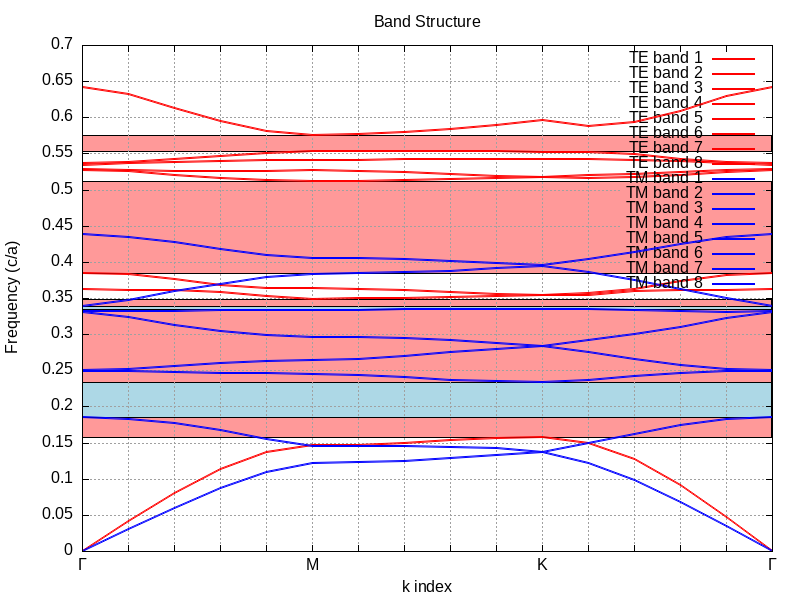 Band Structure
0.7
0.65
0.6
0.55
0.5
0.45
0.4
0.35
0.3
0.25
0.2
0.15
0.1
0.05
0
Frequency (c/a)
TE band 1
TE band 2
TE band 3
TE band 4
TE band 5
TE band 6
TE band 7
TE band 8
TM band 1
TM band 2
TM band 3
TM band 4
TM band 5
TM band 6
TM band 7
TM band 8
Γ M K Γ
k index